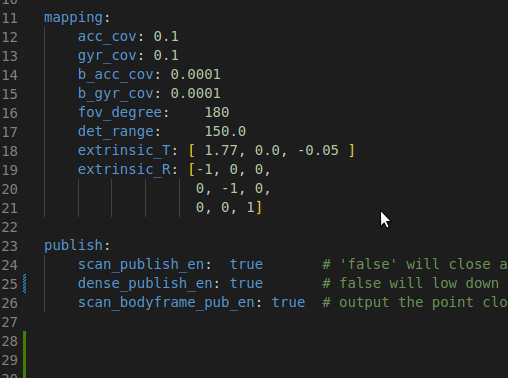 11 mapping:
12 acc_cov: 0.1
13 gyr_cov: 0.1
14 b_acc_cov: 0.0001
15 b_gyr_cov: 0.0001
16 fov_degree: 180
17 det_range: 150.0
18 extrinsic_T: [ 1.77, 0.0, -0.05 ]
19 extrinsic_R: [-1, 0, 0,
20 0, -1, 0,
21 0, 0, 1]
22
23 publish:
24 scan_publish_en: true # 'false' will close a
25 dense_publish_en: true # false will low down
26 scan_bodyframe_pub_en: true # output the point clo
27
28
29